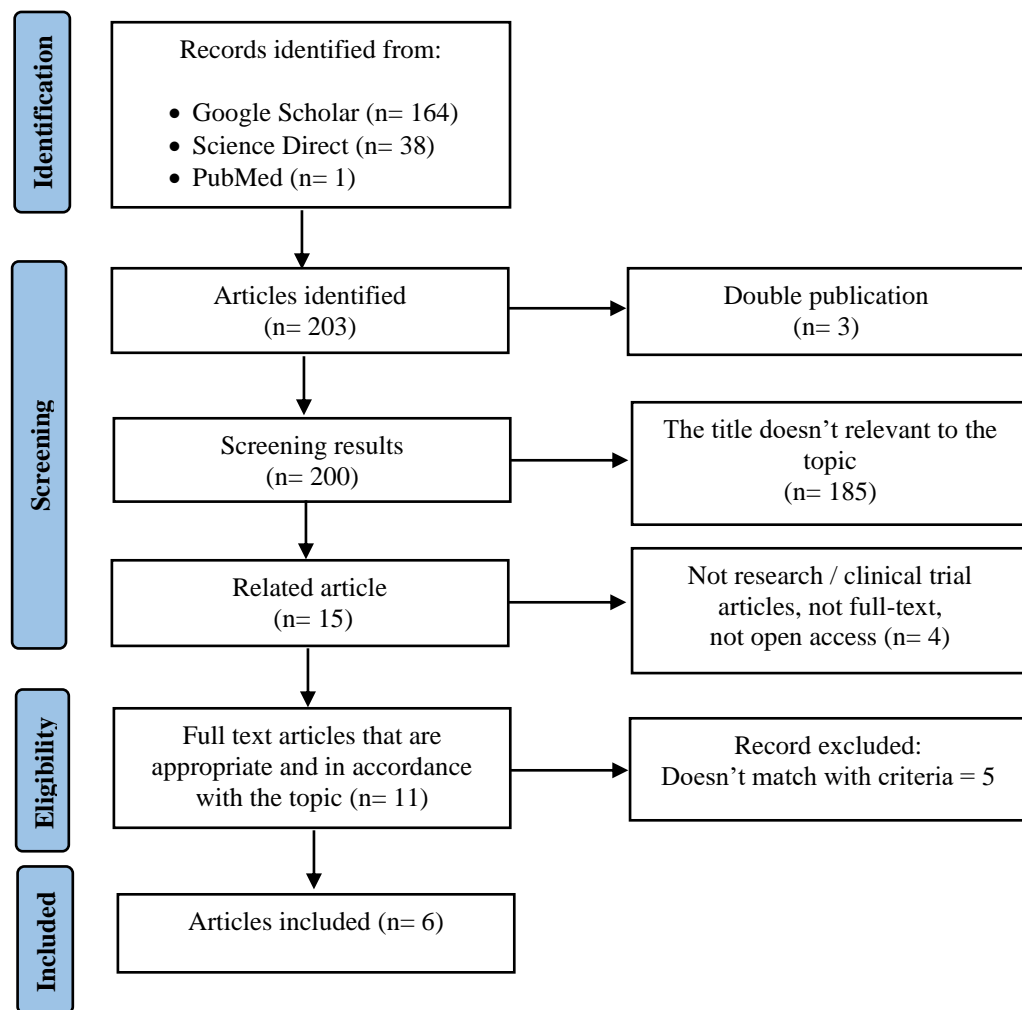 Identification
Records identified from:
• Google Scholar (n= 164)
• Science Direct (n= 38)
• PubMed (n= 1)
Screening
Articles identified
(n= 203)
Double publication
(n= 3)
Screening results
(n= 200)
The title doesn’t relevant to the
topic
(n= 185)
Related article
(n= 15)
Not research / clinical trial
articles, not full-text,
not open access (n= 4)
Eligibility
Full text articles that are
appropriate and in accordance
with the topic (n= 11)
Record excluded:
Doesn’t match with criteria = 5
Included
Articles included (n= 6)